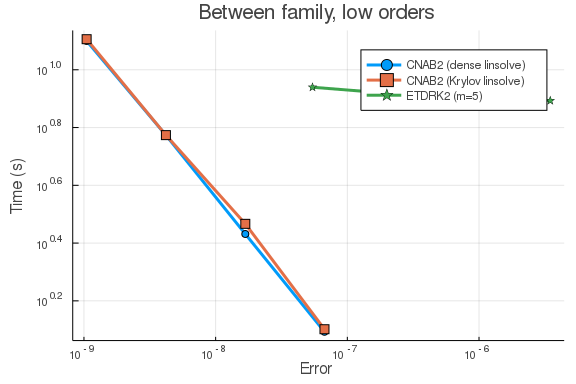 Between family, low orders
Time (s)
10^1.0
10^0.8
10^0.6
10^0.4
10^0.2
CNAB2 (dense linsolve)
CNAB2 (Krylov linsolve)
ETDRK2 (m=5)
10^-9
10^-8
10^-7
10^-6
Error